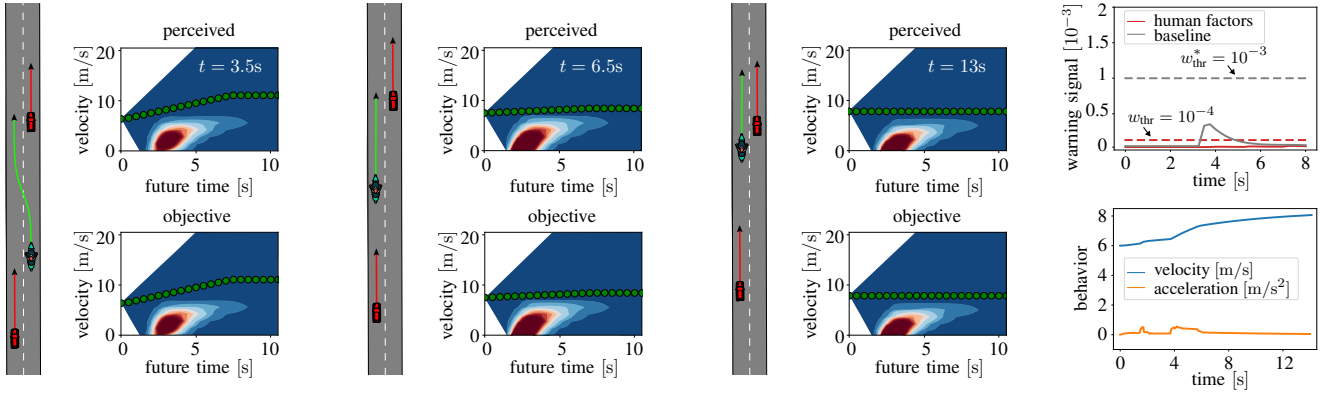 perceived
velocity [m/s]
20
10
0
t = 3.5s
0
5
10
future time [s]
objective
velocity [m/s]
20
10
0
0
5
10
future time [s]
perceived
velocity [m/s]
20
10
0
t = 6.5s
0
5
10
future time [s]
objective
velocity [m/s]
20
10
0
0
5
10
future time [s]
perceived
velocity [m/s]
20
10
0
t = 13s
0
5
10
future time [s]
objective
velocity [m/s]
20
10
0
0
5
10
future time [s]
warning signal [10⁻³]
2
1.5
1
0.5
0
human factors
baseline
w*thr = 10⁻³
wthr = 10⁻⁴
0
2
4
6
8
time [s]
behavior
8
6
4
2
0
velocity [m/s]
acceleration [m/s²]
0
4
8
12
time [s]